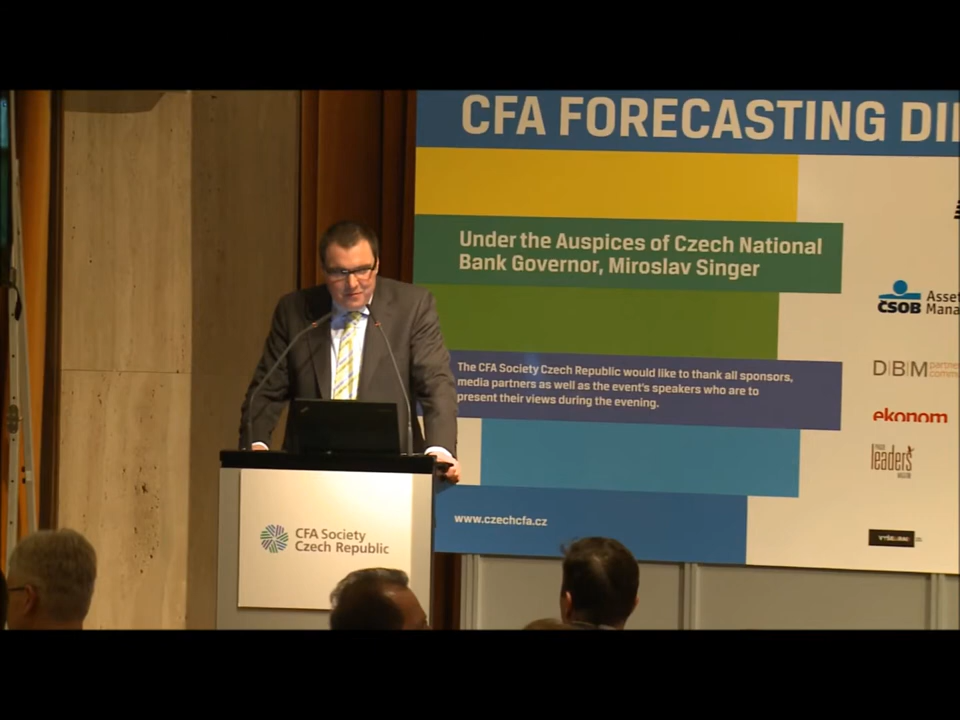 CFA FORECASTING DI
Under the Auspices of Czech National
Bank Governor, Miroslav Singer
The CFA Society Czech Republic would like to thank all sponsors,
media partners as well as the event's speakers who are to
present their views during the evening.
www.czechcfa.cz
ČSOB
Asset
Mana
DBM
ekonom
leaders
CFA Society
Czech Republic